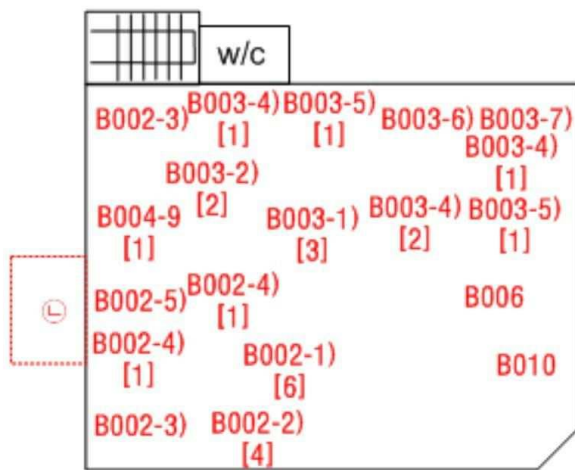 w/c
B002-3)
B003-4)
[1]
B003-5)
[1]
B003-6)
B003-7)
B003-4)
[1]
B003-2)
[2]
B004-9
[1]
B003-1)
[3]
B003-4)
[2]
B003-5)
[1]
B002-5)
B002-4)
[1]
B006
B002-4)
[1]
B002-1)
[6]
B010
B002-3)
B002-2)
[4]